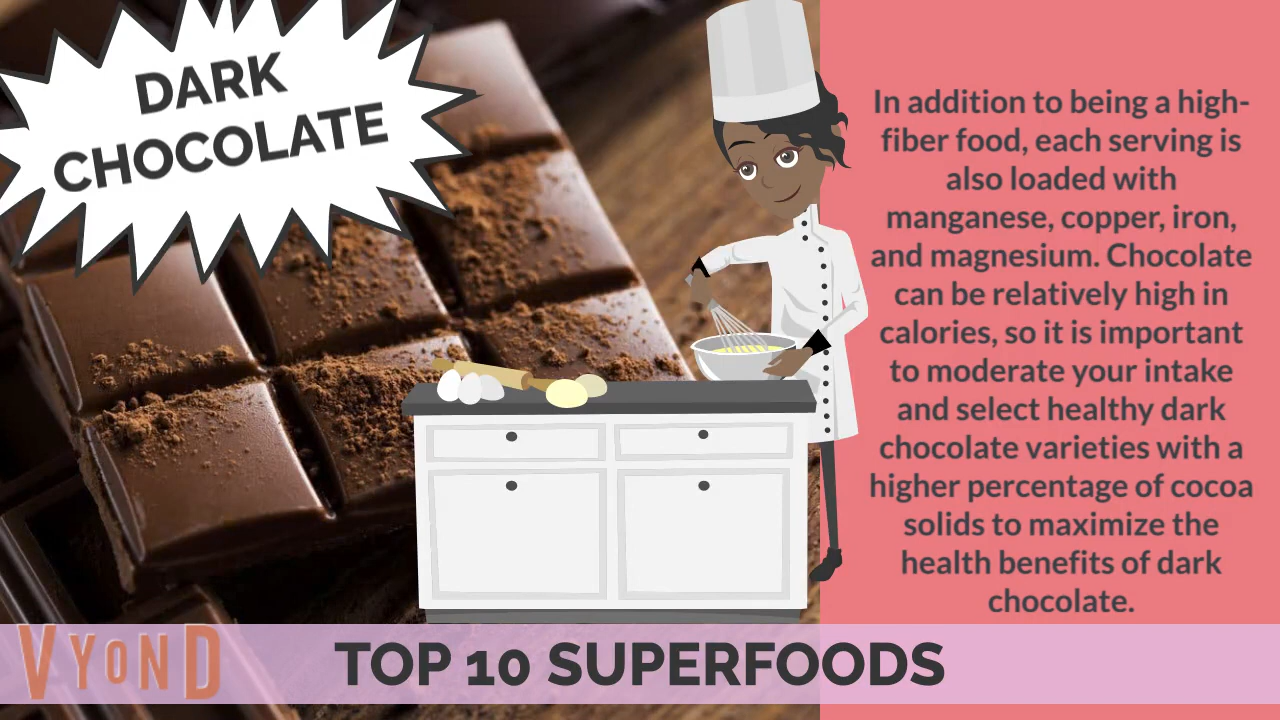 DARK
CHOCOLATE
In addition to being a high-
fiber food, each serving is
also loaded with
manganese, copper, iron,
and magnesium. Chocolate
can be relatively high in
calories, so it is important
to moderate your intake
and select healthy dark
chocolate varieties with a
higher percentage of cocoa
solids to maximize the
health benefits of dark
chocolate.
VYOND
TOP 10 SUPERFOODS